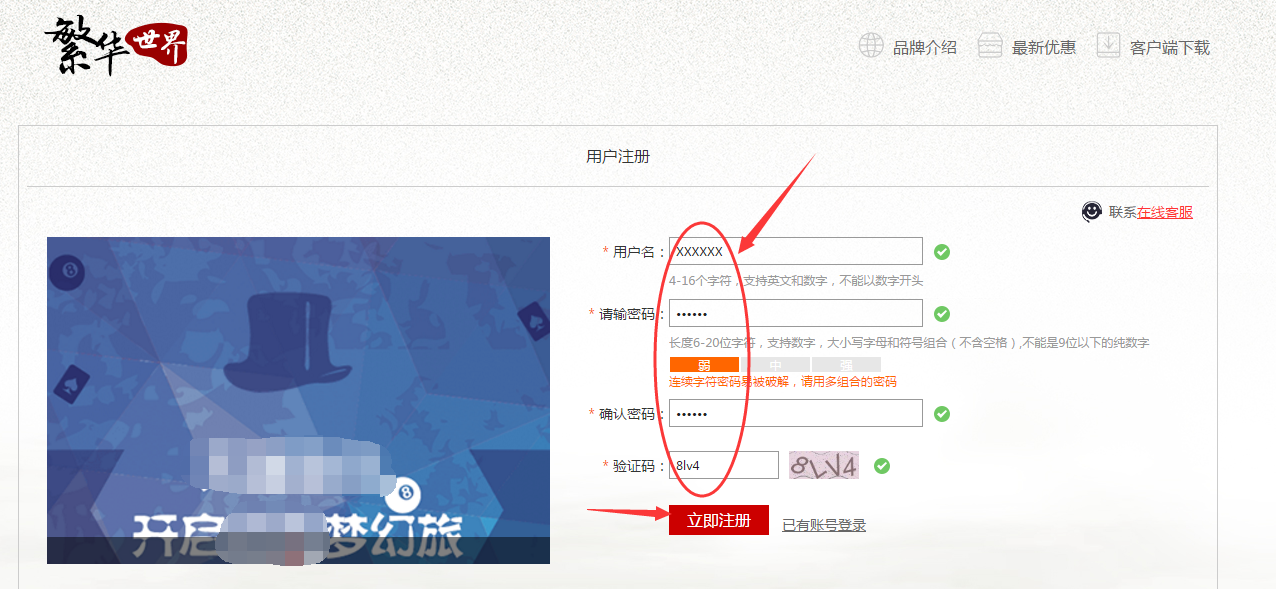 繁华世界
品牌介绍 最新优惠 客户端下载
用户注册
联系在线客服
* 用户名： XXXXXX
4-16个字符，支持英文和数字，不能以数字开头
* 请输密码： ••••••
长度6-20位字符，支持数字，大小写字母和符号组合（不含空格）,不能是9位以下的纯数字
弱 中 强
连续字符密码易被破解，请用多组合的密码
* 确认密码： ••••••
* 验证码： 8lv4 8LV4
立即注册 已有账号登录
8
8
开启 梦幻旅